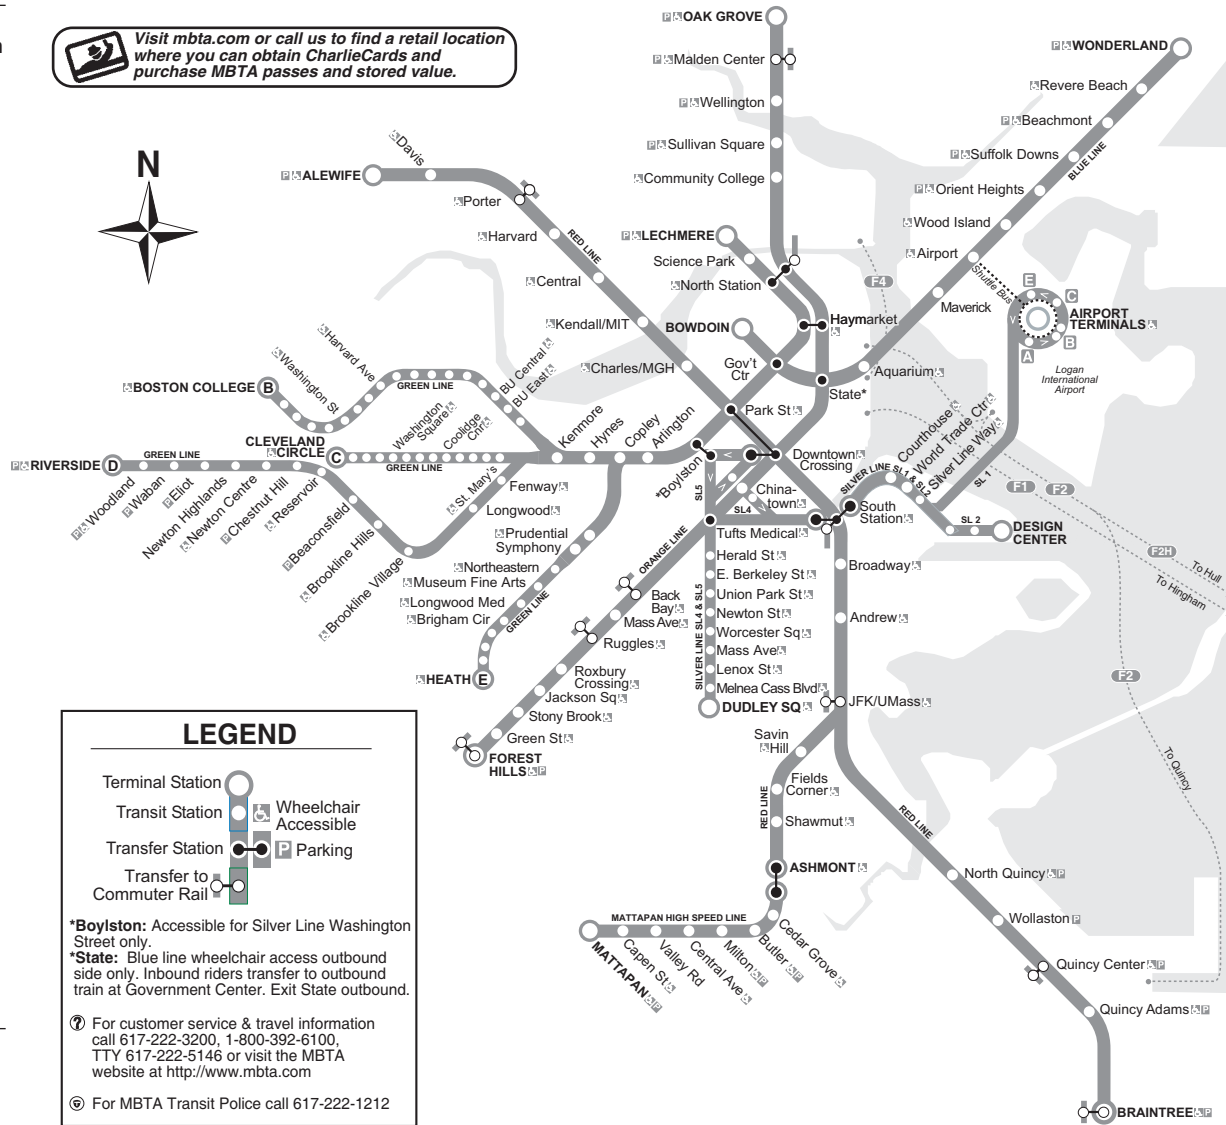 Visit mbta.com or call us to find a retail location
where you can obtain CharlieCards and
purchase MBTA passes and stored value.
N
OAK GROVE
Malden Center
Wellington
Sullivan Square
Community College
WONDERLAND
Revere Beach
Beachmont
Suffolk Downs
BLUE LINE
Orient Heights
Wood Island
Airport
Shuttle Bus
Maverick
E
C
B
A
AIRPORT
TERMINALS
Logan
International
Airport
ALEWIFE
Davis
Porter
Harvard
RED LINE
Central
Kendall/MIT
Charles/MGH
LECHMERE
Science Park
North Station
BOWDOIN
Haymarket
Gov't
Ctr
State*
Aquarium
Park St
Downtown
Crossing
F4
F1
F2
F2H
To Hull
To Hingham
F2
To Quincy
BOSTON COLLEGE
B
Washington St
Harvard Ave
GREEN LINE
BU Central
BU East
CLEVELAND
CIRCLE
C
Washington
Square
Coolidge
Cnr
GREEN LINE
St. Mary's
Kenmore
Hynes
Copley
Arlington
*Boylston
RIVERSIDE
D
GREEN LINE
Woodland
Waban
Eliot
Newton Highlands
Newton Centre
Chestnut Hill
Reservoir
Beaconsfield
Brookline Hills
Brookline Village
Longwood
Fenway
Prudential
Symphony
Northeastern
Museum Fine Arts
Longwood Med
Brigham Cir
GREEN LINE
HEATH
E
ORANGE LINE
China-
town
Tufts Medical
Back
Bay
Mass Ave
Ruggles
Roxbury
Crossing
Jackson Sq
Stony Brook
Green St
FOREST
HILLS
SL5
SL4
Herald St
E. Berkeley St
Union Park St
Newton St
Worcester Sq
Mass Ave
Lenox St
Melnea Cass Blvd
DUDLEY SQ
SILVER LINE SL4 & SL5
SILVER LINE SL1 & SL2
Courthouse
World Trade Ctr
Silver Line Way
SL 1
SL 2
DESIGN
CENTER
South
Station
Broadway
Andrew
JFK/UMass
Savin
Hill
Fields
Corner
Shawmut
RED LINE
ASHMONT
Cedar Grove
Butler
Milton
Central Ave
Valley Rd
Capen St
MATTAPAN
MATTAPAN HIGH SPEED LINE
RED LINE
North Quincy
Wollaston
Quincy Center
Quincy Adams
BRAINTREE
LEGEND
Terminal Station
Transit Station
Wheelchair
Accessible
Transfer Station
P Parking
Transfer to
Commuter Rail
*Boylston: Accessible for Silver Line Washington
Street only.
*State: Blue line wheelchair access outbound
side only. Inbound riders transfer to outbound
train at Government Center. Exit State outbound.
? For customer service & travel information
call 617-222-3200, 1-800-392-6100,
TTY 617-222-5146 or visit the MBTA
website at http://www.mbta.com
For MBTA Transit Police call 617-222-1212